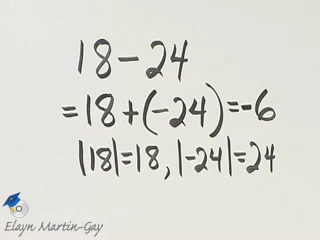 18 - 24
= 18 + (-24) = -6
|18| = 18, |-24| = 24
Elayn Martin-Gay